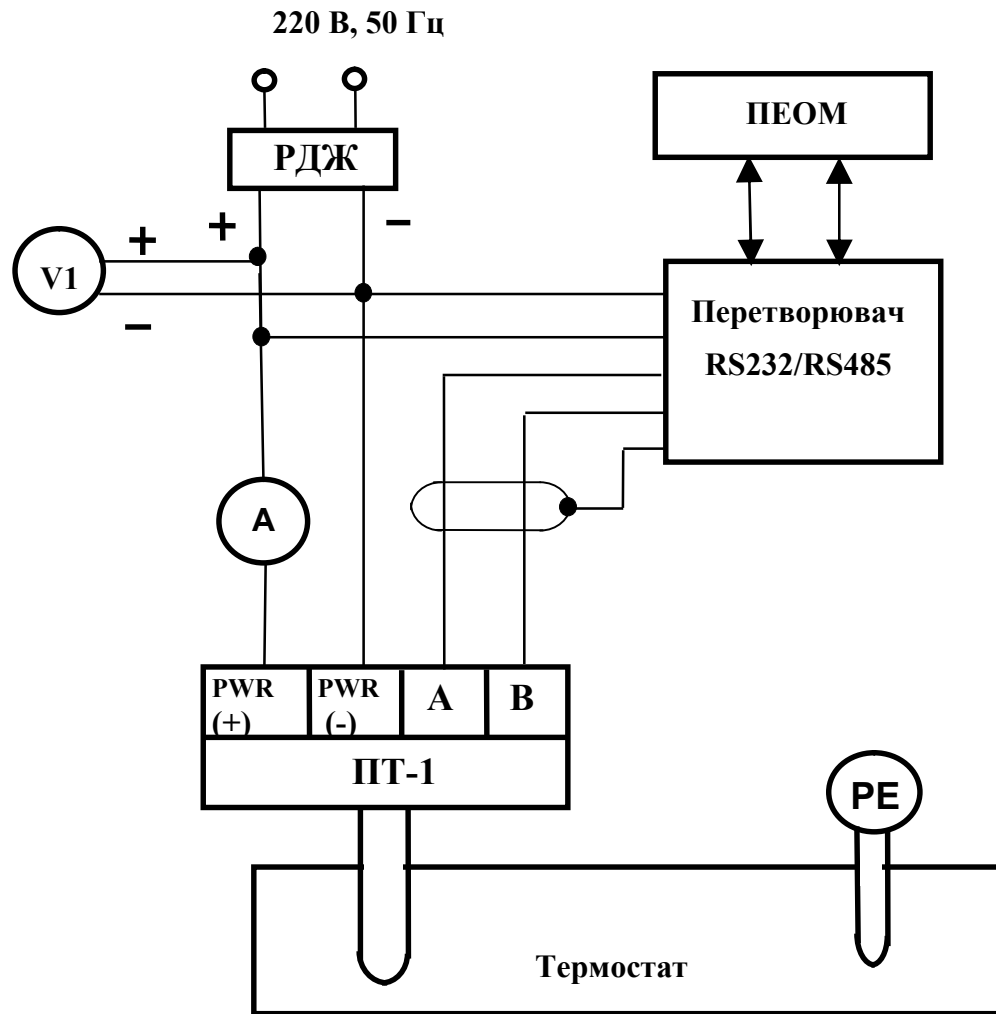 220 В, 50 Гц
ПЕОМ
РДЖ
+
+
−
V1
−
Перетворювач
RS232/RS485
A
PWR
(+)
PWR
(-)
А
В
ПТ-1
PE
Термостат